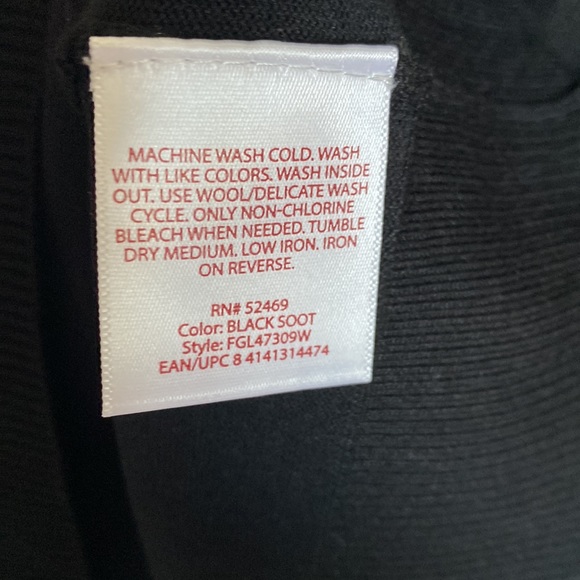 MACHINE WASH COLD. WASH
WITH LIKE COLORS. WASH INSIDE
OUT. USE WOOL/DELICATE WASH
CYCLE. ONLY NON-CHLORINE
BLEACH WHEN NEEDED. TUMBLE
DRY MEDIUM. LOW IRON. IRON
ON REVERSE.
RN# 52469
Color: BLACK SOOT
Style: FGL47309W
EAN/UPC 8 4141314474